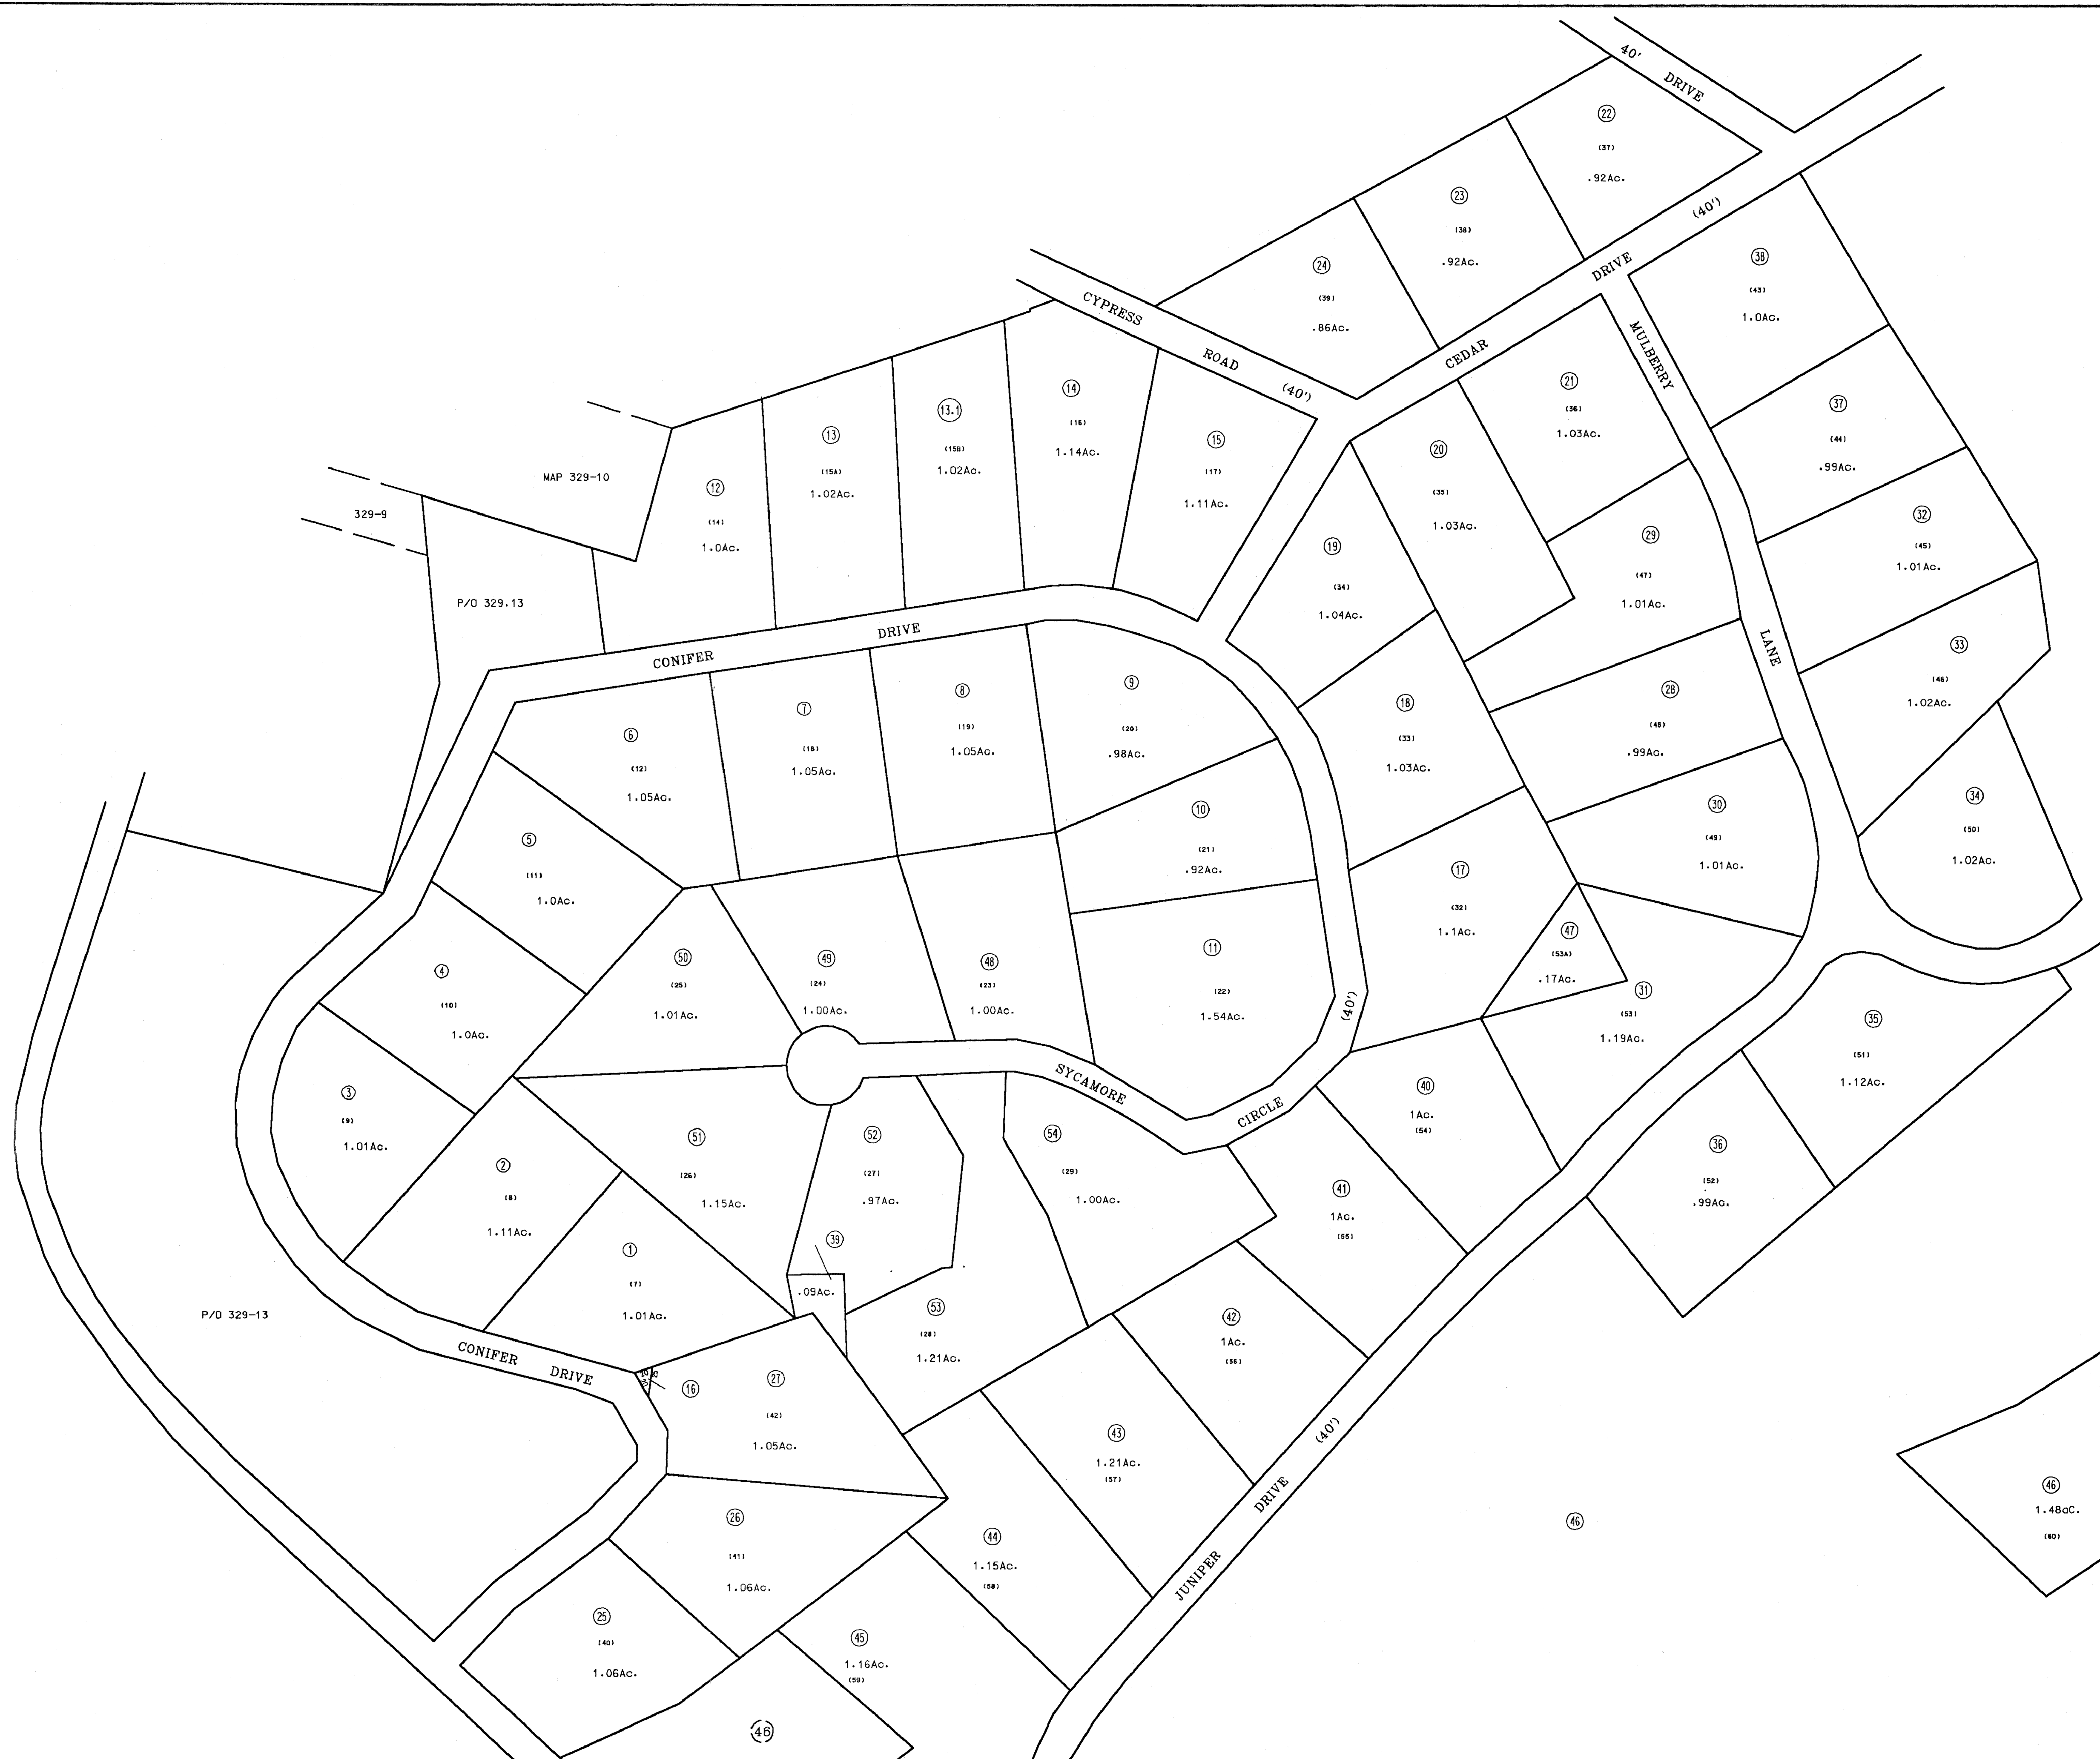 40'
DRIVE
22
(37)
.92Ac.
23
(38)
.92Ac.
(40')
24
(39)
.86Ac.
DRIVE
38
(43)
1.0Ac.
CYPRESS
ROAD
(40')
CEDAR
MULBERRY
21
(36)
1.03Ac.
37
(44)
.99Ac.
14
(16)
1.14Ac.
13.1
(15B)
1.02Ac.
13
(15A)
1.02Ac.
15
(17)
1.11Ac.
20
(35)
1.03Ac.
MAP 329-10
12
(14)
1.0Ac.
329-9
32
(45)
1.01Ac.
19
(34)
1.04Ac.
29
(47)
1.01Ac.
P/O 329.13
CONIFER
DRIVE
LANE
33
(46)
1.02Ac.
6
(12)
1.05Ac.
7
(18)
1.05Ac.
8
(19)
1.05Ac.
9
(20)
.98Ac.
18
(33)
1.03Ac.
28
(48)
.99Ac.
34
(50)
1.02Ac.
5
(11)
1.0Ac.
10
(21)
.92Ac.
30
(49)
1.01Ac.
17
(32)
1.1Ac.
47
(53A)
.17Ac.
4
(10)
1.0Ac.
50
(25)
1.01Ac.
49
(24)
1.00Ac.
48
(23)
1.00Ac.
11
(22)
1.54Ac.
(40')
31
(53)
1.19Ac.
35
(51)
1.12Ac.
3
(9)
1.01Ac.
SYCAMORE
CIRCLE
40
1Ac.
(54)
51
(26)
1.15Ac.
52
(27)
.97Ac.
54
(29)
1.00Ac.
36
(52)
.99Ac.
2
(8)
1.11Ac.
41
1Ac.
(55)
1
(7)
1.01Ac.
39
.09Ac.
P/O 329-13
53
(28)
1.21Ac.
42
1Ac.
(56)
CONIFER
DRIVE
16
27
(42)
1.05Ac.
43
1.21Ac.
(57)
(40')
DRIVE
JUNIPER
46
46
1.48aC.
(60)
26
(41)
1.06Ac.
44
1.15Ac.
(58)
25
(40)
1.06Ac.
45
1.16Ac.
(59)
46